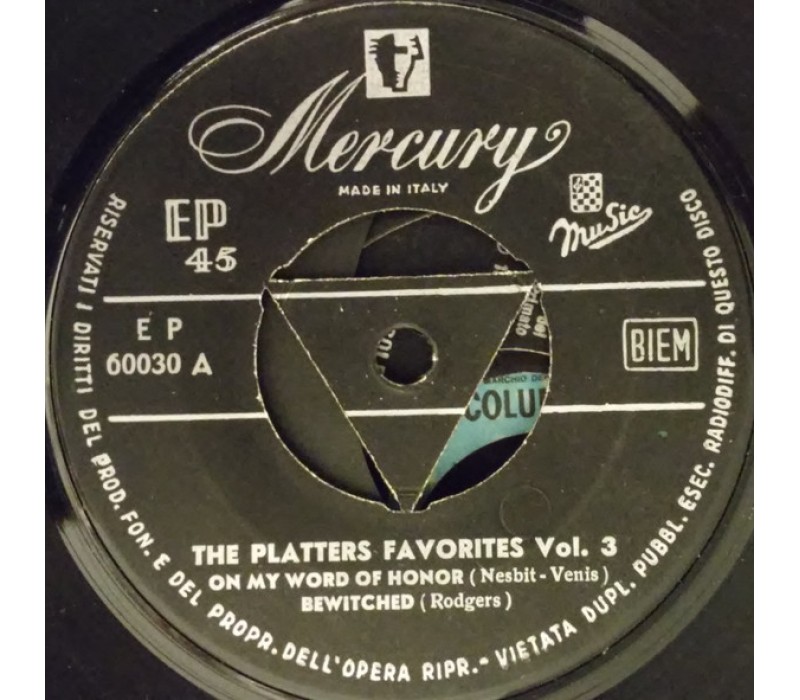 Mercury
MADE IN ITALY
EP
45
Music
E P
60030 A
BIEM
COLU
THE PLATTERS FAVORITES Vol. 3
ON MY WORD OF HONOR (Nesbit - Venis)
BEWITCHED (Rodgers)
RISERVATI I DIRITTI DEL PROD. FON. E DEL PROPR. DELL'OPERA RIPR. - VIETATA DUPL. PUBBL. ESEC. RADIODIFF. DI QUESTO DISCO